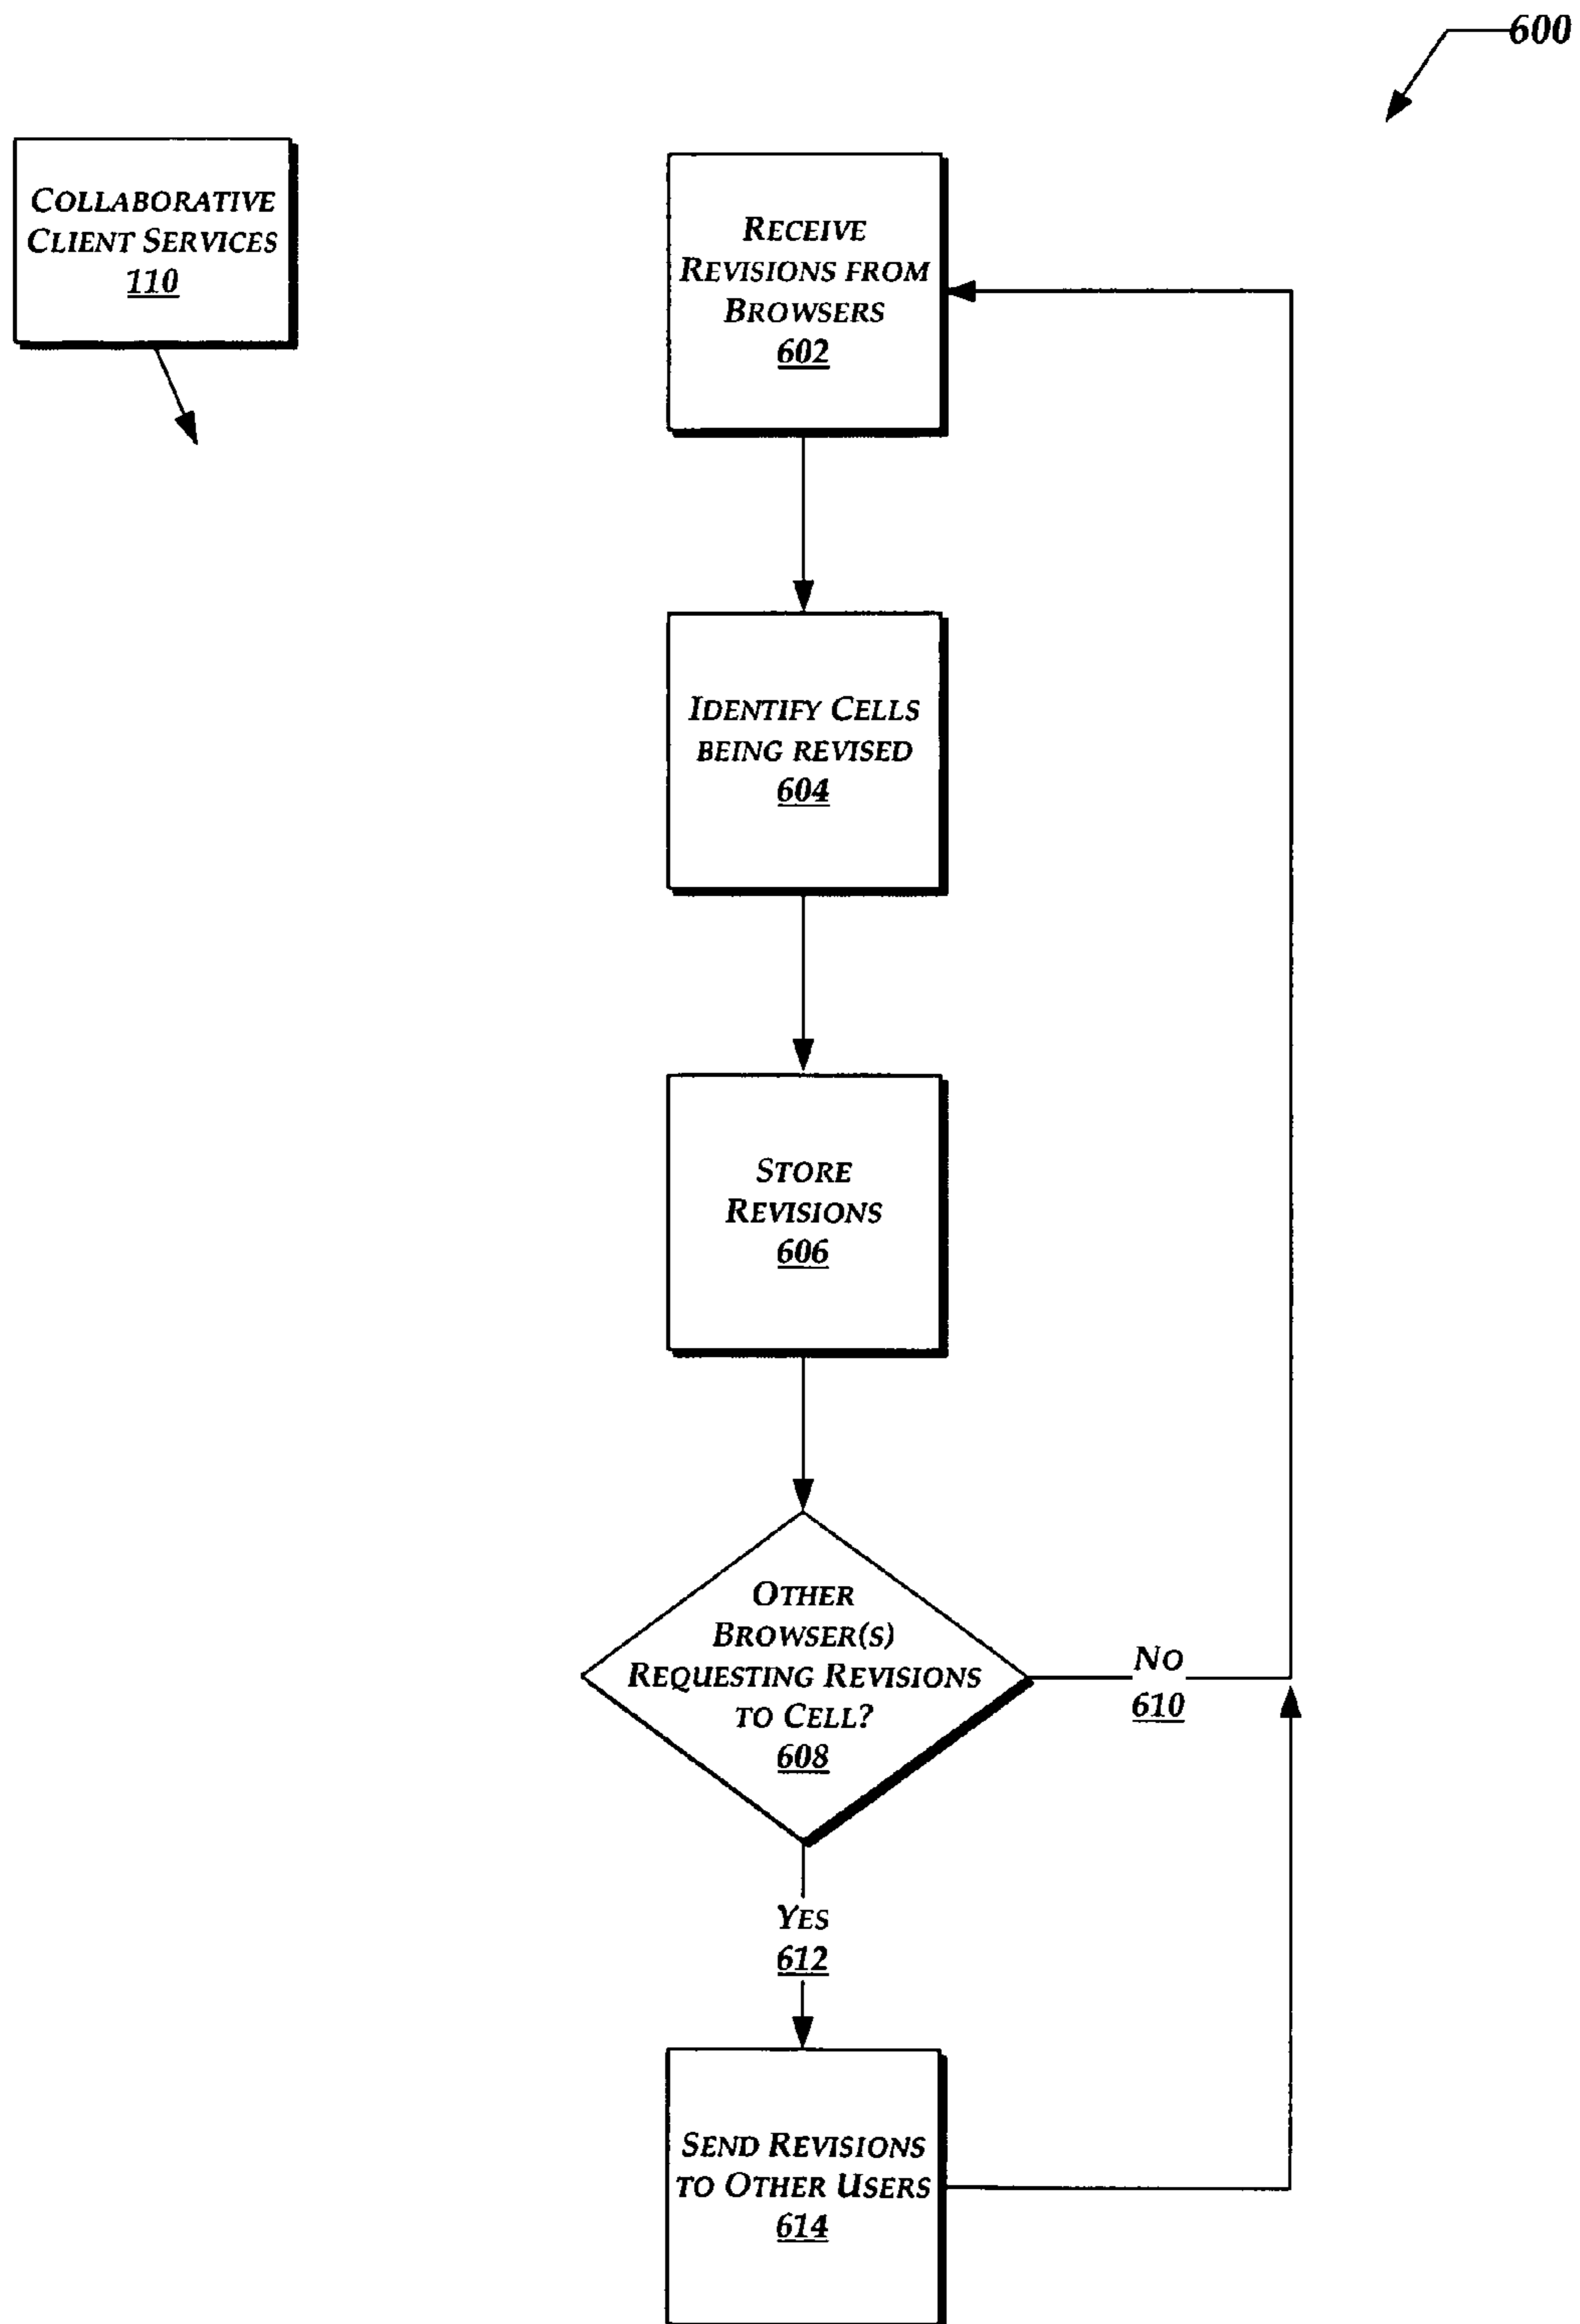 600
COLLABORATIVE
CLIENT SERVICES
110
RECEIVE
REVISIONS FROM
BROWSERS
602
IDENTIFY CELLS
BEING REVISED
604
STORE
REVISIONS
606
OTHER
BROWSER(S)
REQUESTING REVISIONS
TO CELL?
608
NO
610
YES
612
SEND REVISIONS
TO OTHER USERS
614